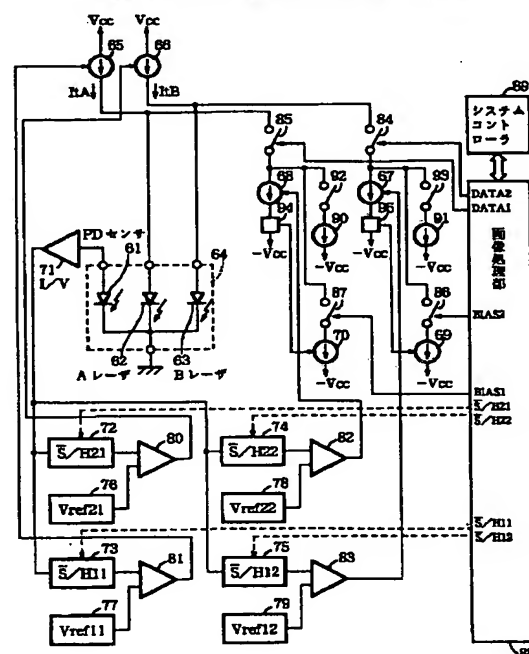 Vcc Vcc
65 66
ItA ItB
85 84
89
システム
コント
ローラ
DATA2
DATA1
68 92 67 93
94 95
90 91
-Vcc -Vcc
-Vcc -Vcc
画像処理部
PDセンサ 61 64
71
I/V
87 86
BIAS2
70 69
62 63
Aレーザ Bレーザ
-Vcc -Vcc
BIAS1
S̅/H21
S̅/H22
72 80 74 82
S̅/H21 S̅/H22
76 78
Vref21 Vref22
S̅/H11
S̅/H12
73 81 75 83
S̅/H11 S̅/H12
77 79
Vref11 Vref12